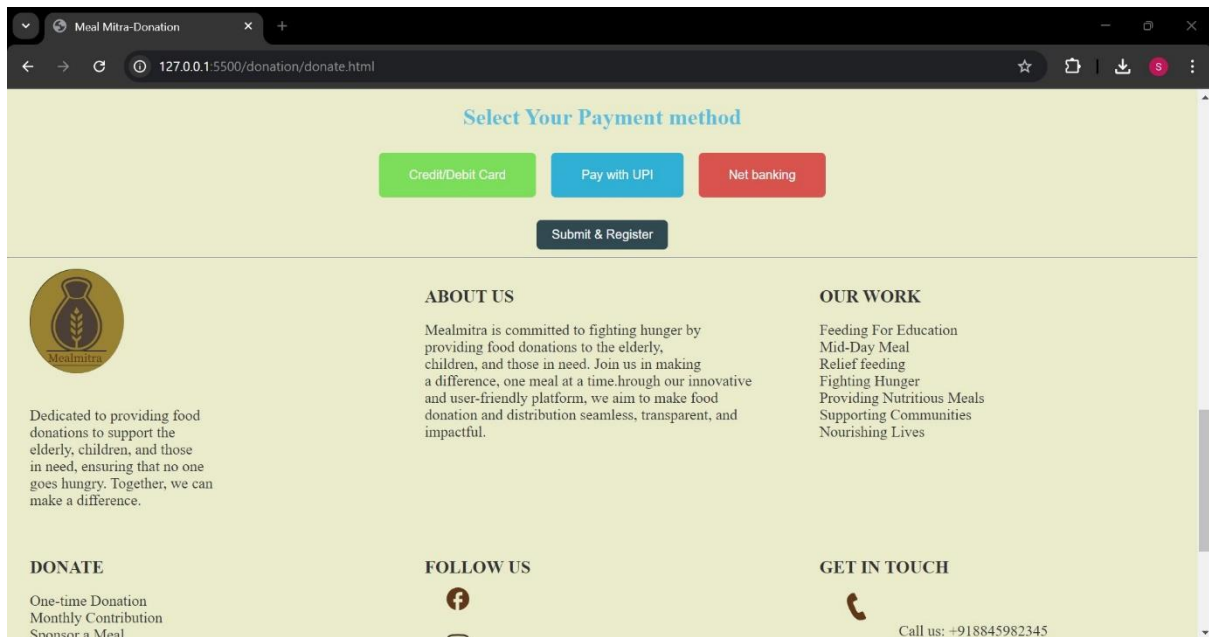 Meal Mitra-Donation
127.0.0.1:5500/donation/donate.html
S
Select Your Payment method
Credit/Debit Card
Pay with UPI
Net banking
Submit & Register
Mealmitra
Dedicated to providing food
donations to support the
elderly, children, and those
in need, ensuring that no one
goes hungry. Together, we can
make a difference.
ABOUT US
Mealmitra is committed to fighting hunger by
providing food donations to the elderly,
children, and those in need. Join us in making
a difference, one meal at a time.hrough our innovative
and user-friendly platform, we aim to make food
donation and distribution seamless, transparent, and
impactful.
OUR WORK
Feeding For Education
Mid-Day Meal
Relief feeding
Fighting Hunger
Providing Nutritious Meals
Supporting Communities
Nourishing Lives
DONATE
One-time Donation
Monthly Contribution
Sponsor a Meal
FOLLOW US
GET IN TOUCH
Call us: +918845982345